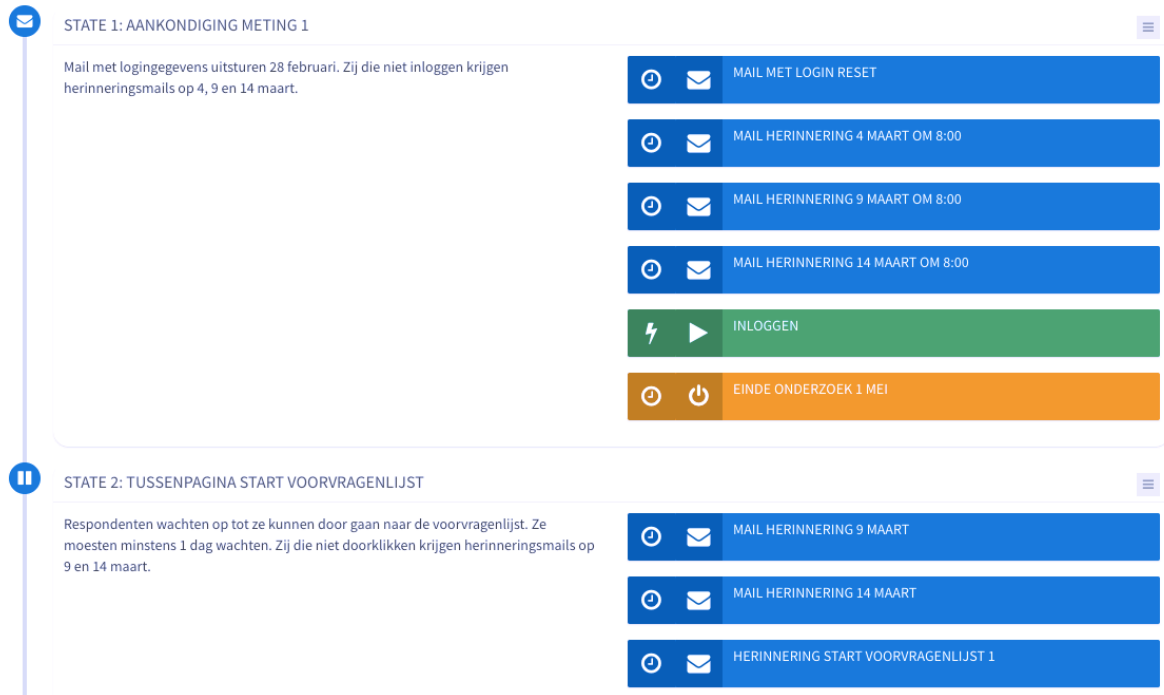 STATE 1: AANKONDIGING METING 1
Mail met logingegevens uitsturen 28 februari. Zij die niet inloggen krijgen
herinneringsmails op 4, 9 en 14 maart.
MAIL MET LOGIN RESET
MAIL HERINNERING 4 MAART OM 8:00
MAIL HERINNERING 9 MAART OM 8:00
MAIL HERINNERING 14 MAART OM 8:00
INLOGGEN
EINDE ONDERZOEK 1 MEI
STATE 2: TUSSENPAGINA START VOORVRAGENLIJST
Respondenten wachten op tot ze kunnen door gaan naar de voorvragenlijst. Ze
moesten minstens 1 dag wachten. Zij die niet doorklikken krijgen herinneringsmails op
9 en 14 maart.
MAIL HERINNERING 9 MAART
MAIL HERINNERING 14 MAART
HERINNERING START VOORVRAGENLIJST 1